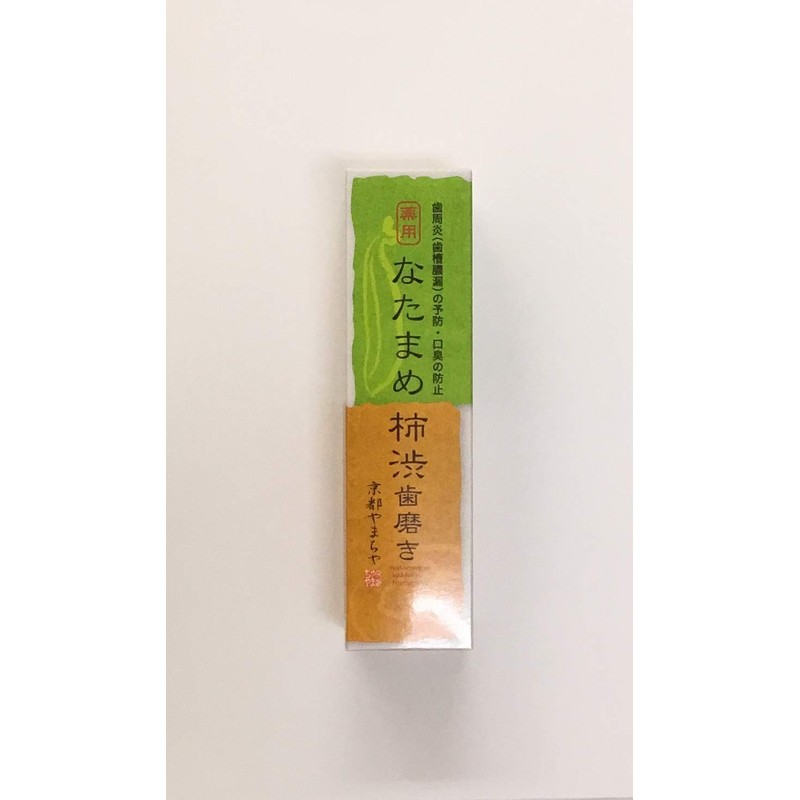 歯周炎(歯槽膿漏)の予防・口臭の防止
薬用
なたまめ
柿渋歯磨き
京都やまちや